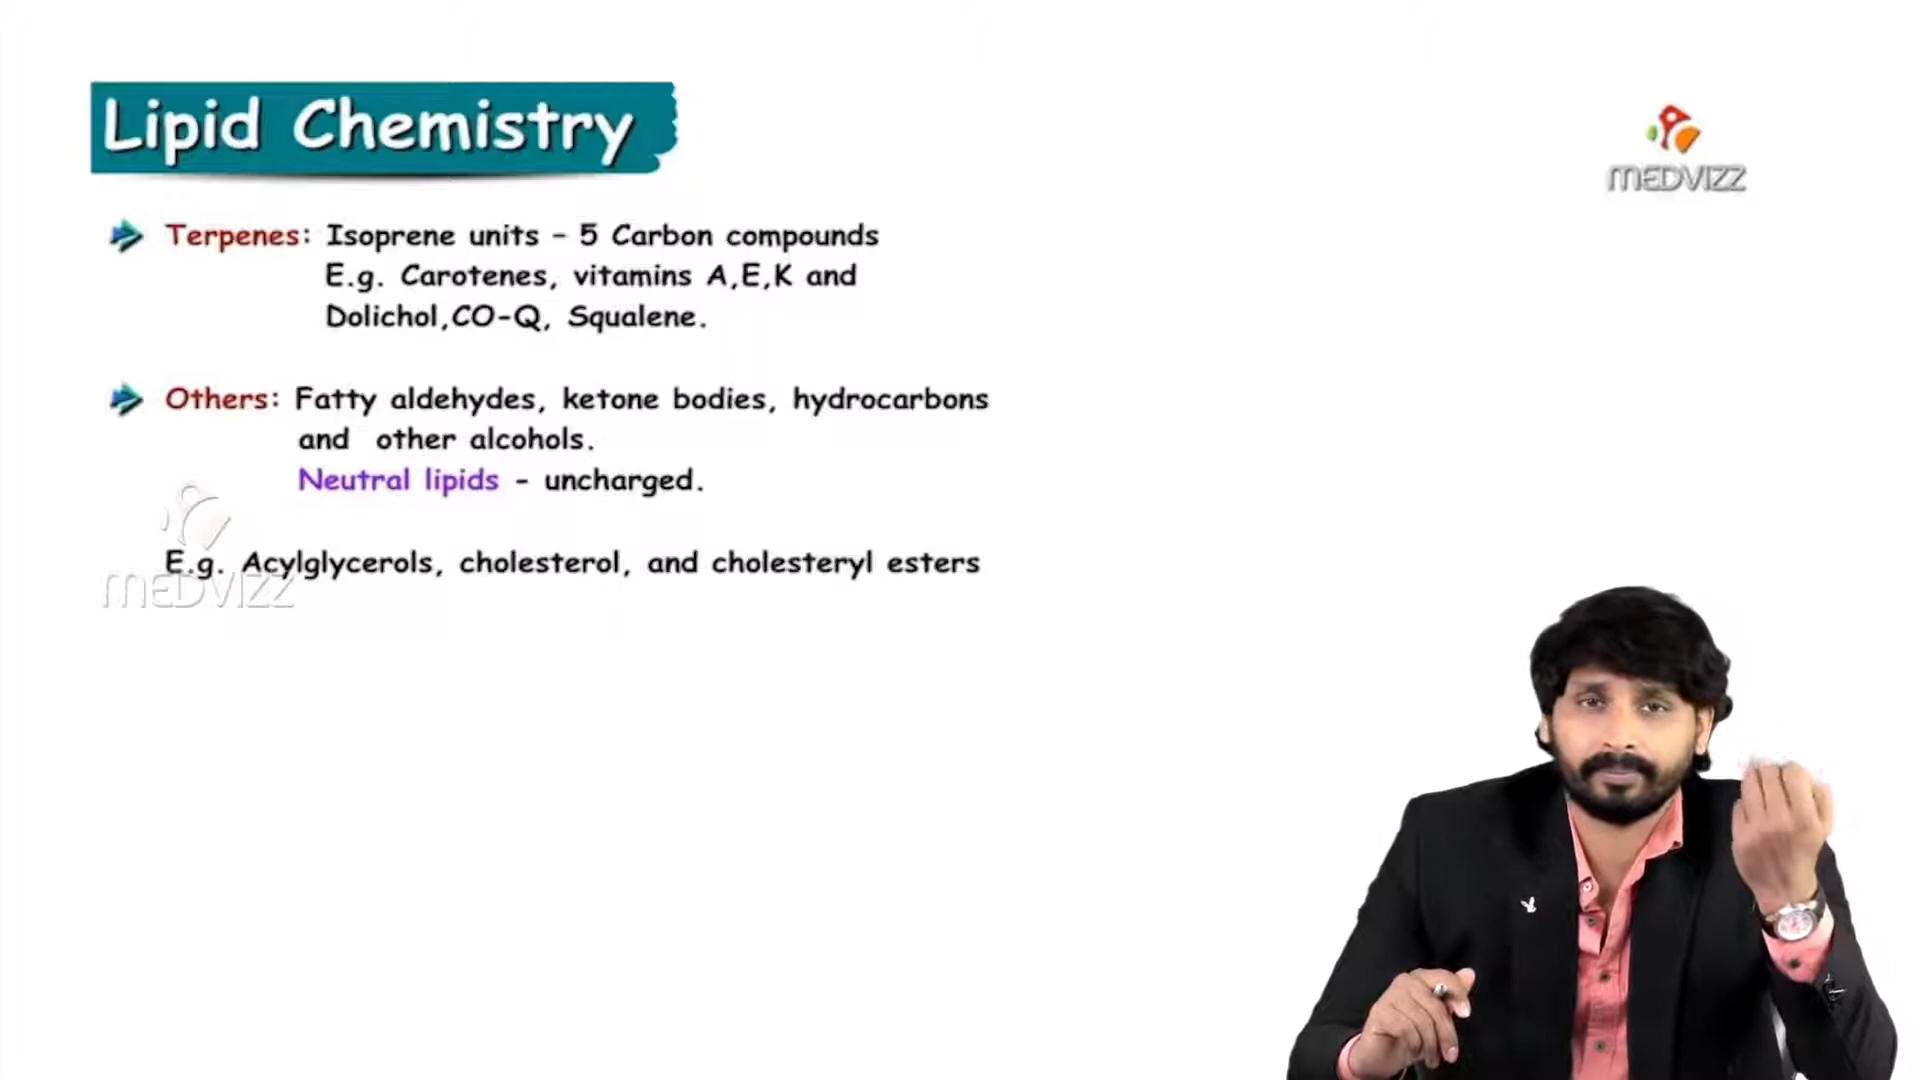 Lipid Chemistry
MEDVIZZ
Terpenes: Isoprene units - 5 Carbon compounds
E.g. Carotenes, vitamins A,E,K and
Dolichol,CO-Q, Squalene.
Others: Fatty aldehydes, ketone bodies, hydrocarbons
and other alcohols.
Neutral lipids - uncharged.
E.g. Acylglycerols, cholesterol, and cholesteryl esters
MEDVIZZ